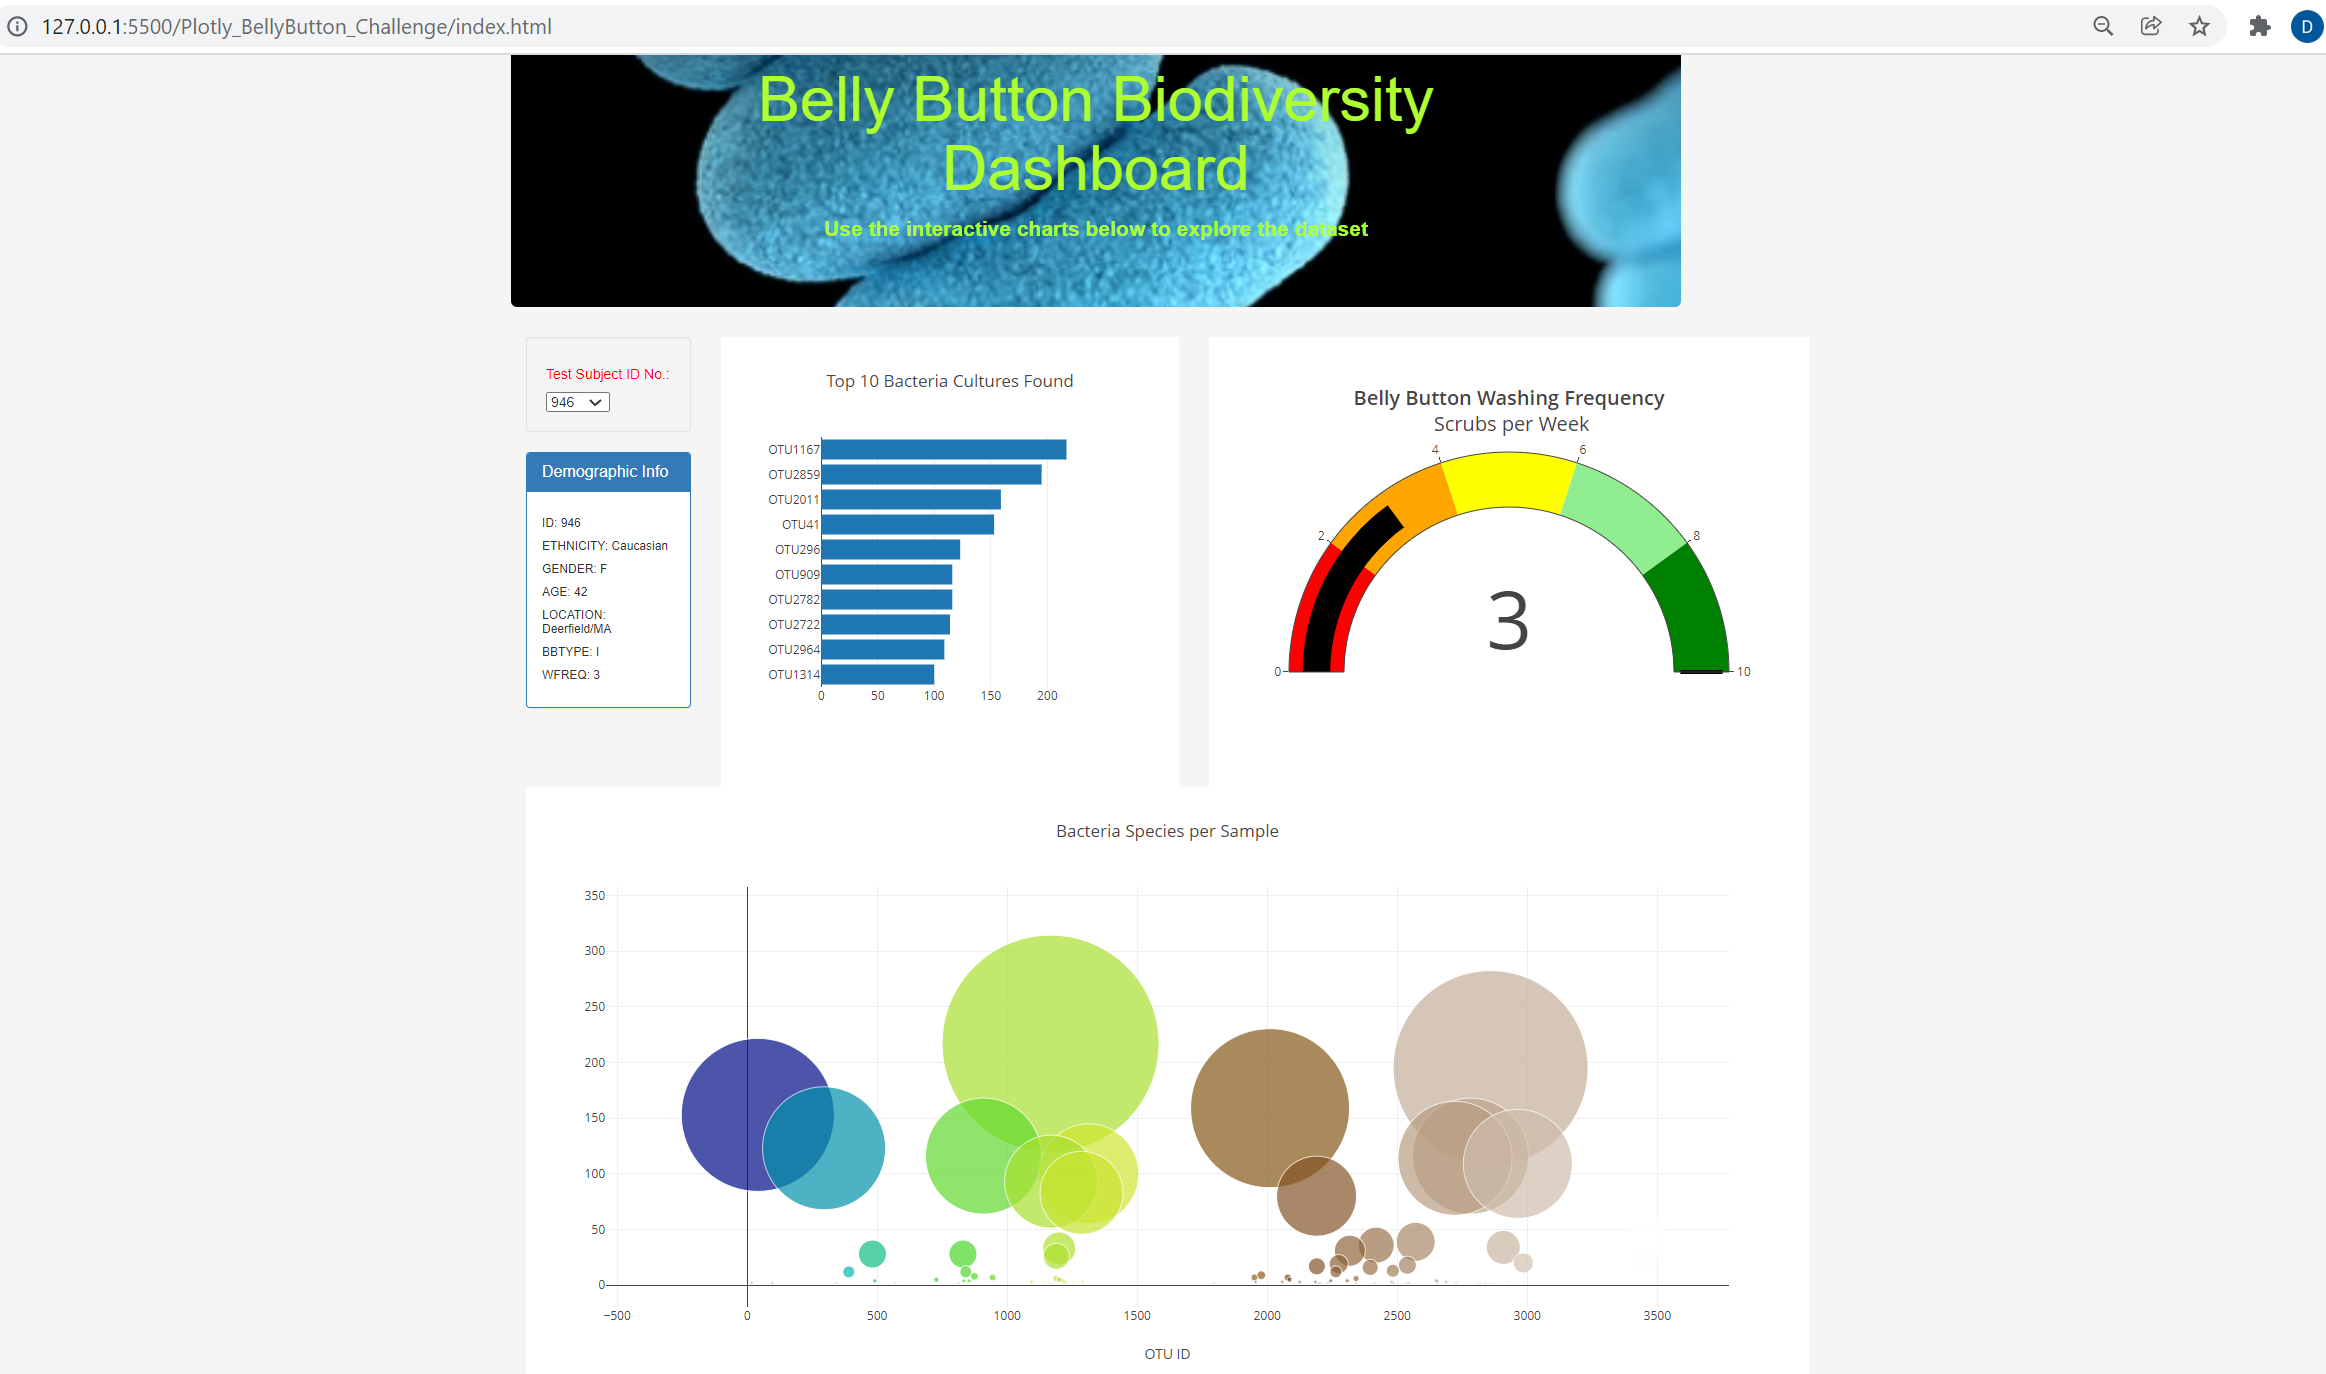 127.0.0.1:5500/Plotly_BellyButton_Challenge/index.html
D
Belly Button Biodiversity
Dashboard
Use the interactive charts below to explore the dataset
Test Subject ID No.:
946
Demographic Info
ID: 946
ETHNICITY: Caucasian
GENDER: F
AGE: 42
LOCATION:
Deerfield/MA
BBTYPE: I
WFREQ: 3
Top 10 Bacteria Cultures Found
OTU1167
OTU2859
OTU2011
OTU41
OTU296
OTU909
OTU2782
OTU2722
OTU2964
OTU1314
0 50 100 150 200
Belly Button Washing Frequency
Scrubs per Week
4 6
2 8
3
0 10
Bacteria Species per Sample
350
300
250
200
150
100
50
0
−500 0 500 1000 1500 2000 2500 3000 3500
OTU ID